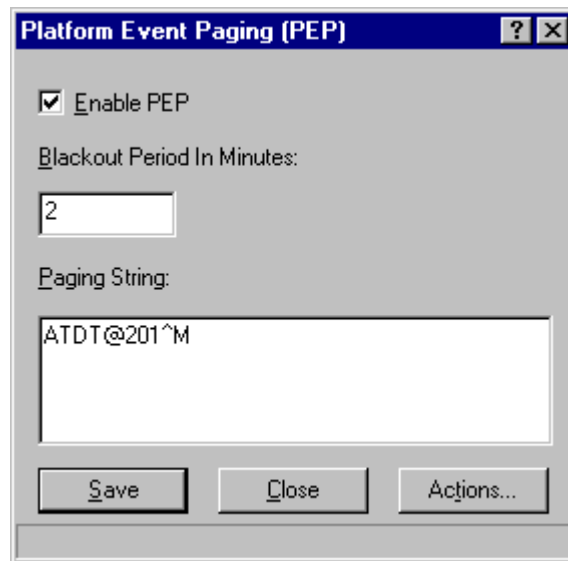 Platform Event Paging (PEP)
Enable PEP
Blackout Period In Minutes:
2
Paging String:
ATDT@201^M
Save Close Actions...